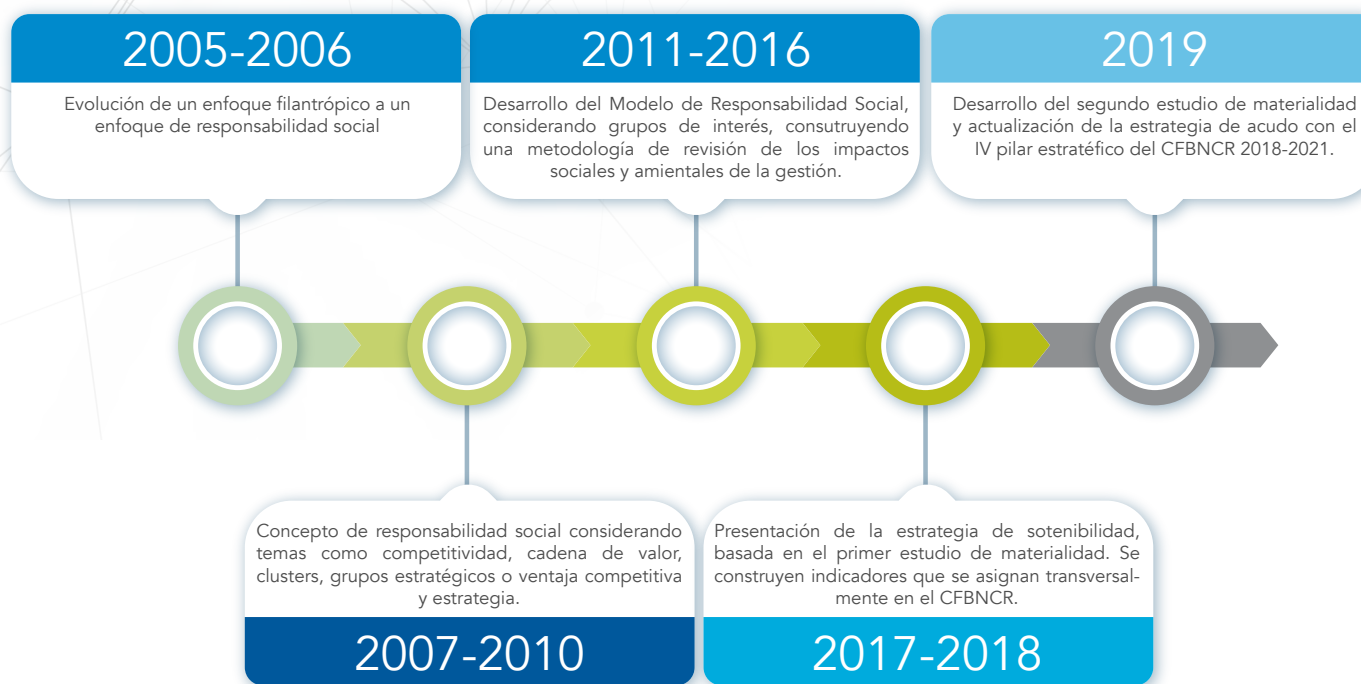 2005-2006
Evolución de un enfoque filantrópico a un
enfoque de responsabilidad social
2011-2016
Desarrollo del Modelo de Responsabilidad Social,
considerando grupos de interés, consutruyendo
una metodología de revisión de los impactos
sociales y amientales de la gestión.
2019
Desarrollo del segundo estudio de materialidad
y actualización de la estrategia de acudo con el
IV pilar estratéfico del CFBNCR 2018-2021.
Concepto de responsabilidad social considerando
temas como competitividad, cadena de valor,
clusters, grupos estratégicos o ventaja competitiva
y estrategia.
2007-2010
Presentación de la estrategia de sotenibilidad,
basada en el primer estudio de materialidad. Se
construyen indicadores que se asignan transversal-
mente en el CFBNCR.
2017-2018